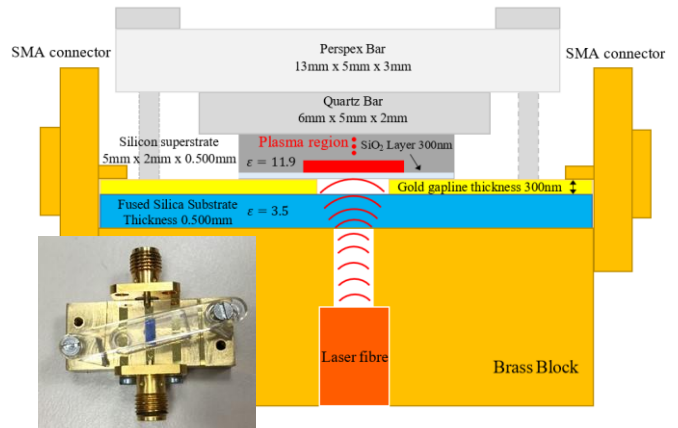 Perspex Bar
13mm x 5mm x 3mm
SMA connector
SMA connector
Quartz Bar
6mm x 5mm x 2mm
Silicon superstrate
5mm x 2mm x 0.500mm
Plasma region
SiO₂ Layer 300nm
ε = 11.9
Gold gapline thickness 300nm
Fused Silica Substrate
Thickness 0.500mm
ε = 3.5
Laser fibre
Brass Block